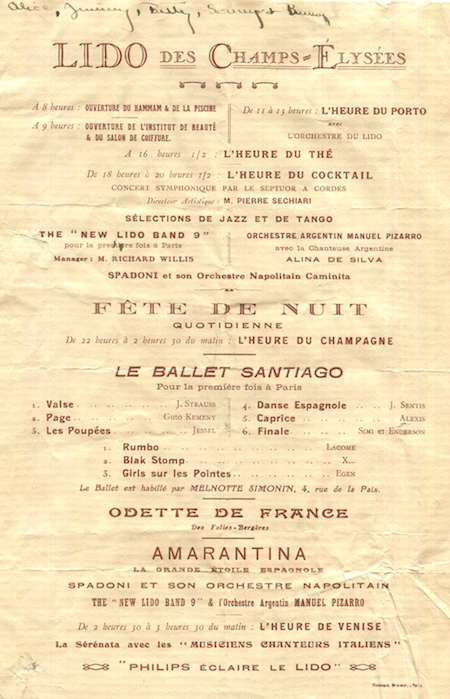 Alice, Jimmy, Kitty,
LIDO DES CHAMPS-ÉLYSÉES
A 8 heures : OUVERTURE DU HAMMAM & DE LA PISCINE
A 9 heures : OUVERTURE DE L'INSTITUT DE BEAUTÉ
& DU SALON DE COIFFURE.
De 11 à 13 heures : L'HEURE DU PORTO
avec
L'ORCHESTRE DU LIDO
A 16 heures 1/2 : L'HEURE DU THÉ
De 18 heures à 20 heures 1/2 : L'HEURE DU COCKTAIL
CONCERT SYMPHONIQUE PAR LE SEPTUOR A CORDES
Directeur Artistique : M. PIERRE SECHIARI
SÉLECTIONS DE JAZZ ET DE TANGO
THE "NEW LIDO BAND 9"
pour la première fois à Paris
Manager : M. RICHARD WILLIS
ORCHESTRE ARGENTIN MANUEL PIZARRO
avec la Chanteuse Argentine
ALINA DE SILVA
SPADONI et son Orchestre Napolitain Caminita
FÊTE DE NUIT
QUOTIDIENNE
De 22 heures à 2 heures 30 du matin : L'HEURE DU CHAMPAGNE
LE BALLET SANTIAGO
Pour la première fois à Paris
1. Valse . . . . . . . J. STRAUSS
2. Page . . . . . . GUTO KEMENY
3. Les Poupées . . . . . . JESSEL
4. Danse Espagnole . . . J. SENTIS
5. Caprice . . . . . . . ALEXIS
6. Finale . . . . SIMI et ENDERSON
1. Rumbo . . . . . . . . . LACOME
2. Blak Stomp . . . . . . . . . X...
3. Girls sur les Pointes . . . . . . . EGEN
Le Ballet est habillé par MELNOTTE SIMONIN, 4, rue de la Paix.
ODETTE DE FRANCE
Des Folies-Bergères
AMARANTINA
LA GRANDE ÉTOILE ESPAGNOLE
SPADONI ET SON ORCHESTRE NAPOLITAIN
THE "NEW LIDO BAND 9" & l'Orchestre Argentin MANUEL PIZARRO
De 2 heures 30 à 3 heures 30 du matin : L'HEURE DE VENISE
La Sérénata avec les "MUSICIENS CHANTEURS ITALIENS"
"PHILIPS ÉCLAIRE LE LIDO"